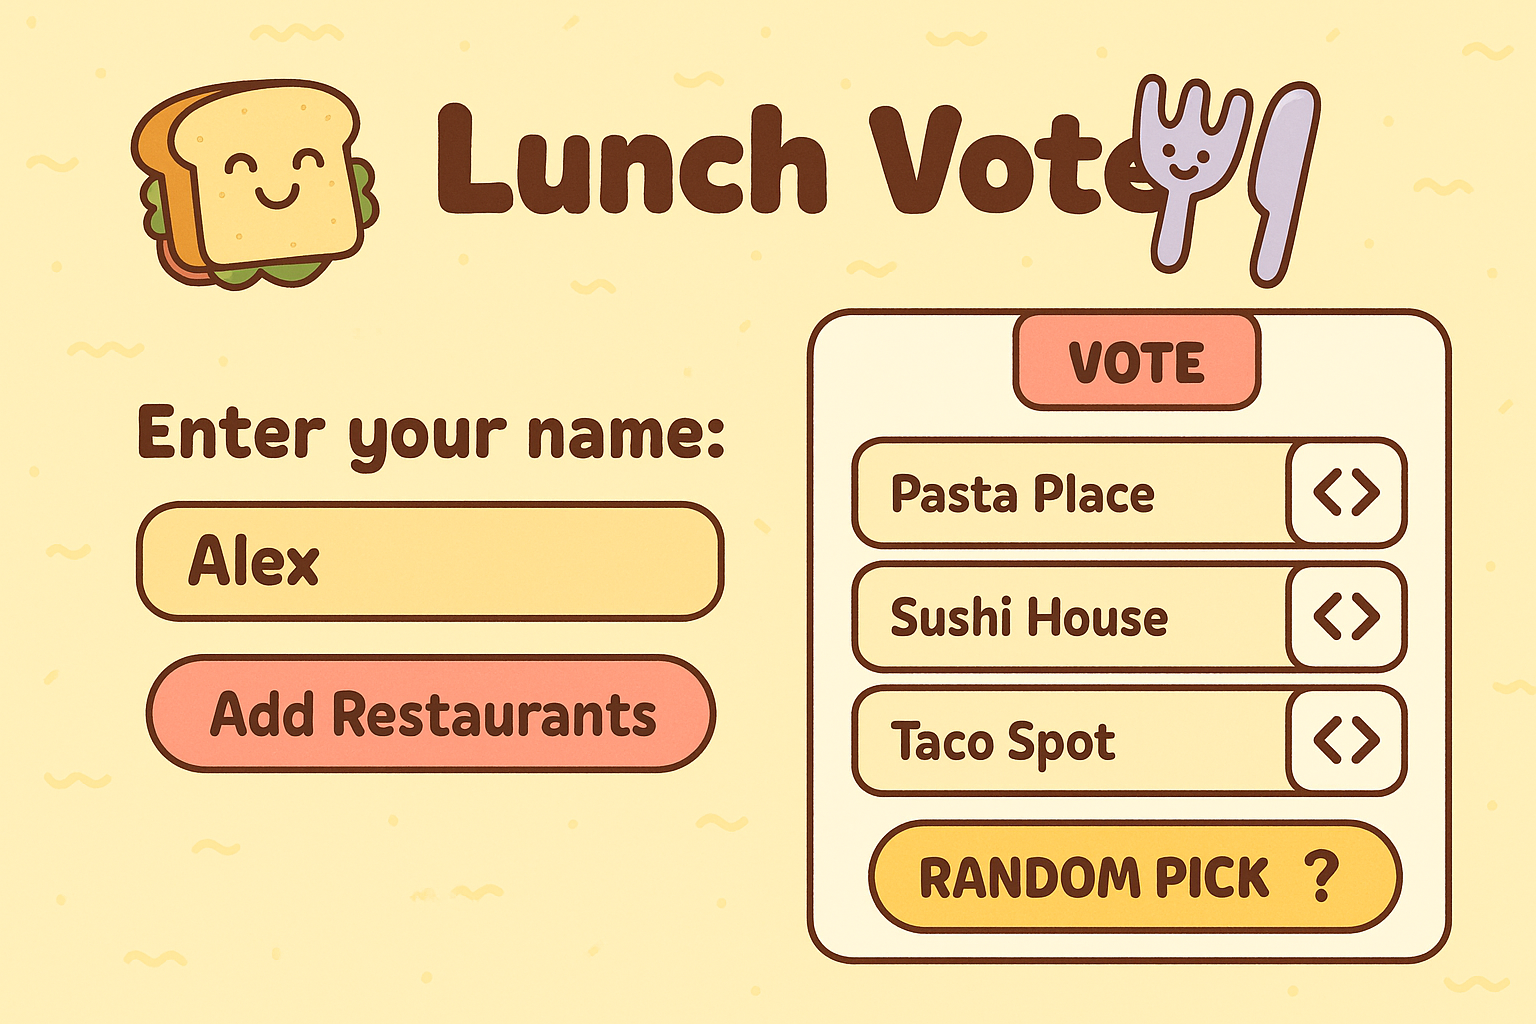 Lunch Vote
Enter your name:
Alex
Add Restaurants
VOTE
Pasta Place
< >
Sushi House
< >
Taco Spot
< >
RANDOM PICK ?